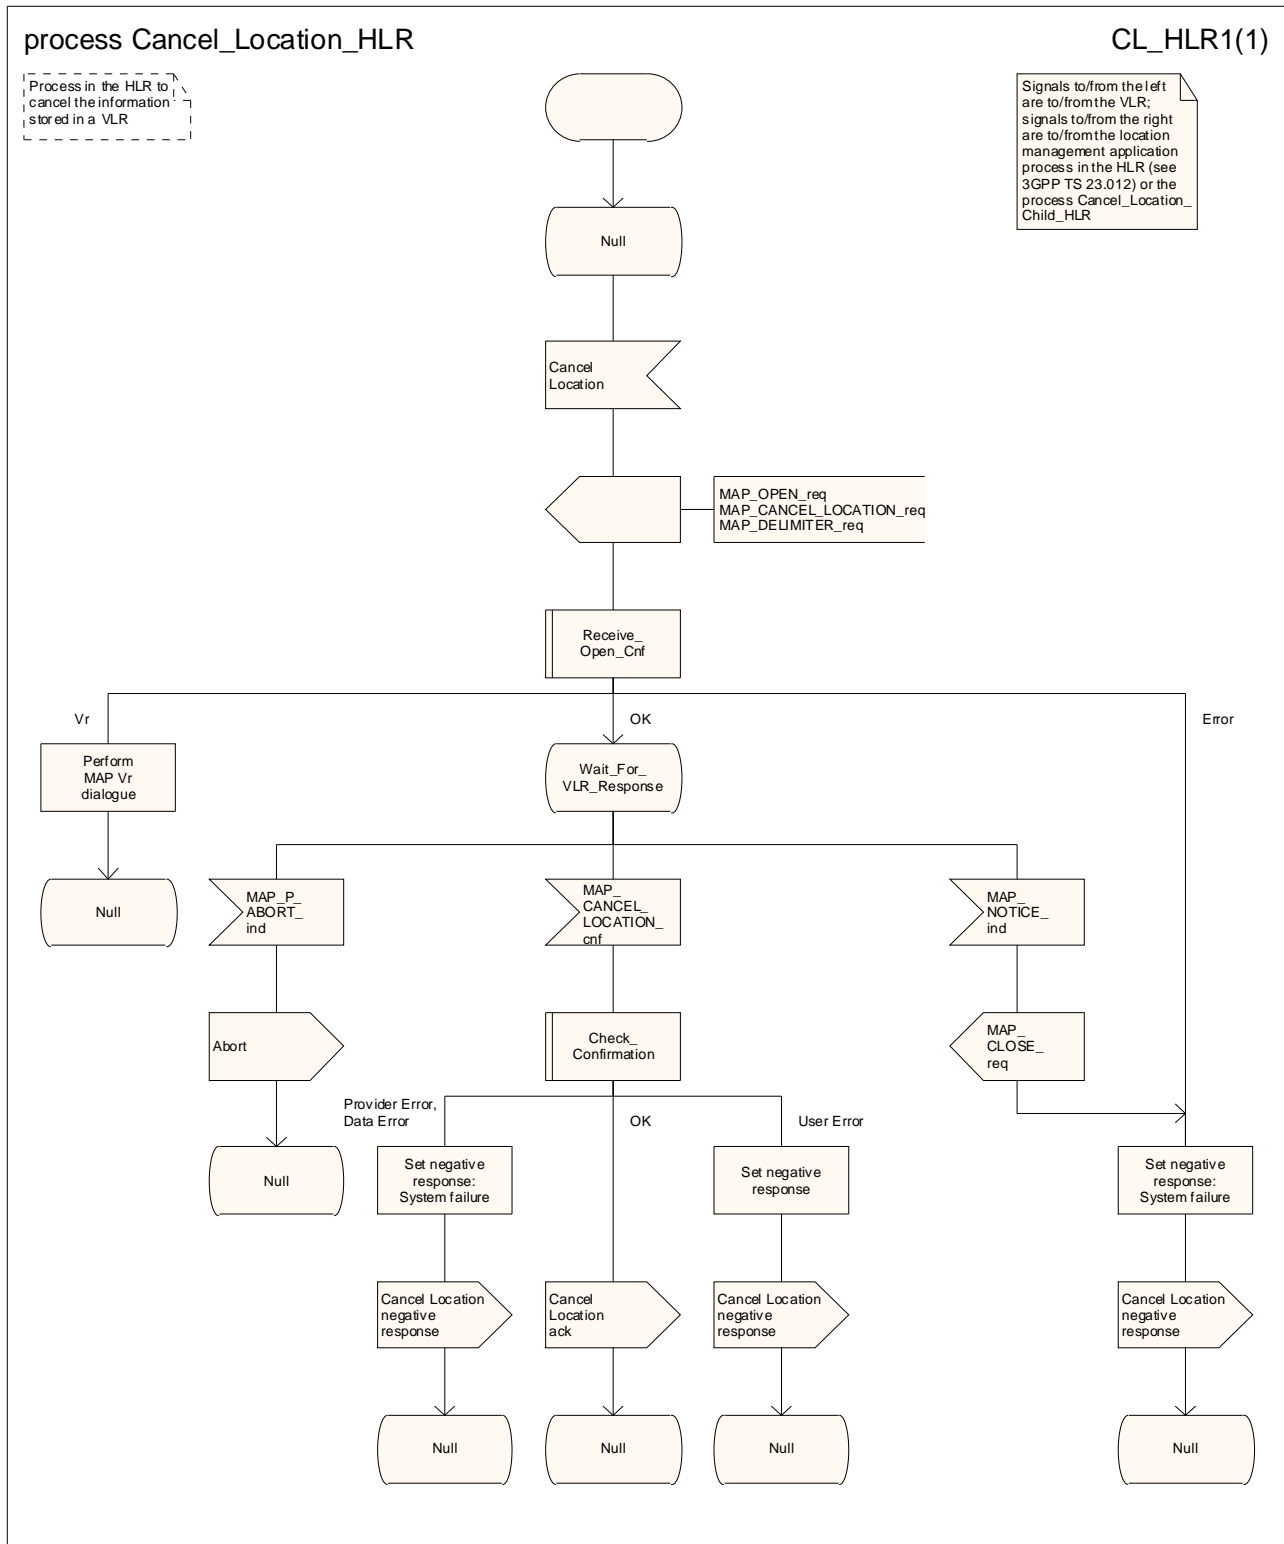 process Cancel_Location_HLR
CL_HLR1(1)
Process in the HLR to
cancel the information
stored in a VLR
Signals to/from the left
are to/from the VLR;
signals to/from the right
are to/from the location
management application
process in the HLR (see
3GPP TS 23.012) or the
process Cancel_Location_
Child_HLR
Null
Cancel
Location
MAP_OPEN_req
MAP_CANCEL_LOCATION_req
MAP_DELIMITER_req
Receive_
Open_Cnf
Vr
OK
Error
Perform
MAP Vr
dialogue
Wait_For_
VLR_Response
Null
MAP_P_
ABORT_
ind
MAP_
CANCEL_
LOCATION_
cnf
MAP_
NOTICE_
ind
Abort
Check_
Confirmation
MAP_
CLOSE_
req
Provider Error,
Data Error
OK
User Error
Null
Set negative
response:
System failure
Set negative
response
Set negative
response:
System failure
Cancel Location
negative
response
Cancel
Location
ack
Cancel Location
negative
response
Cancel Location
negative
response
Null
Null
Null
Null